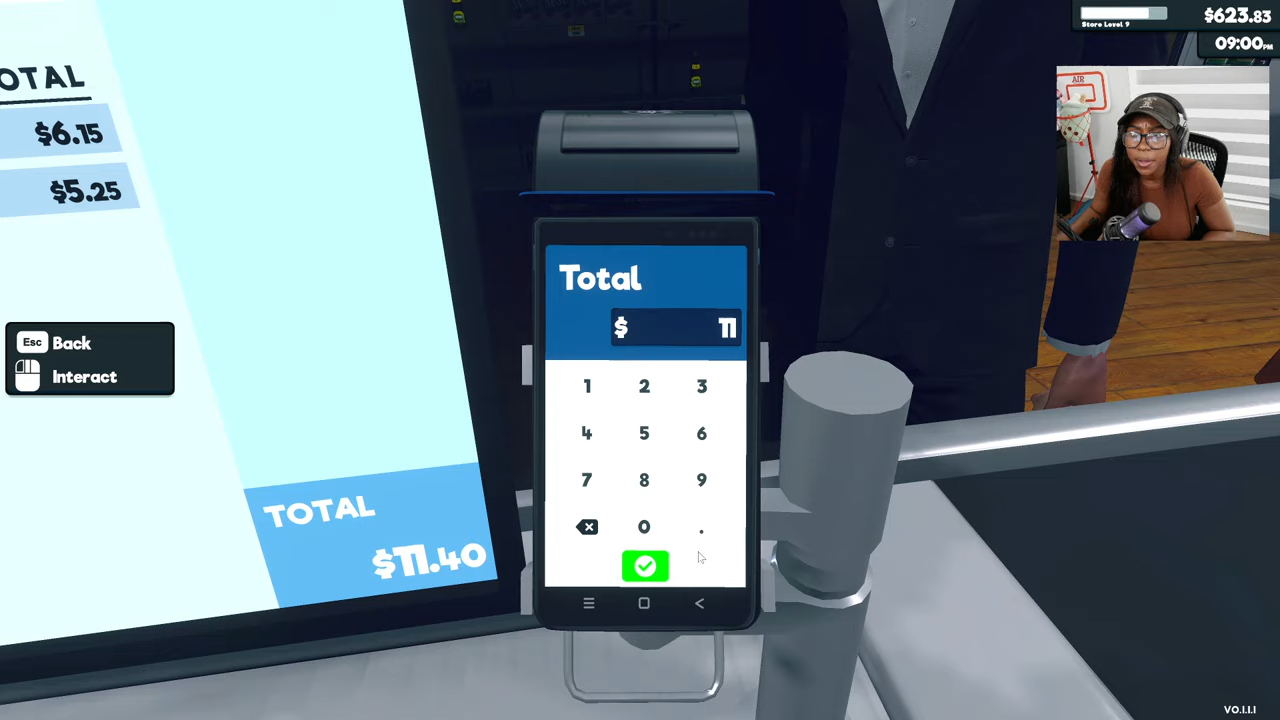 $623.83
Store Level 9
09:00PM
AIR
OTAL
$6.15
$5.25
Total
$ 11
Esc Back
Interact
1 2 3
4 5 6
7 8 9
0 .
TOTAL
$11.40
V0.1.1.1